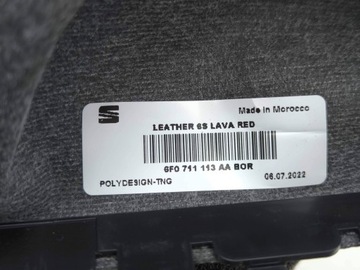 Made in Morocco
LEATHER 6S LAVA RED
6F0 711 113 AA BOR
POLYDESIGN-TNG
06.07.2022